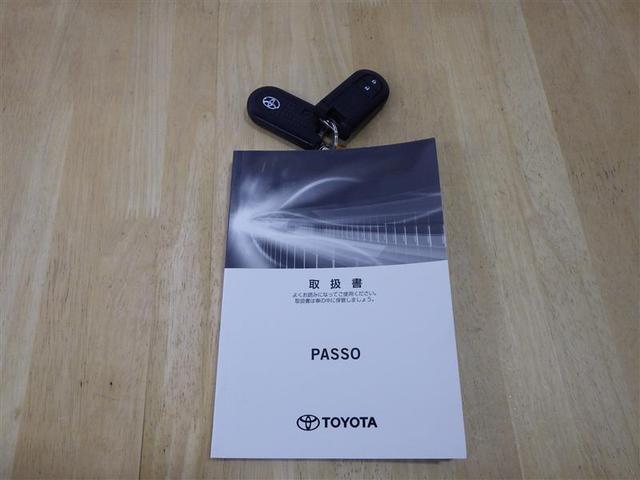 取扱書
よくお読みになってご使用ください。
取扱書は車の中に保管しましょう。
PASSO
TOYOTA